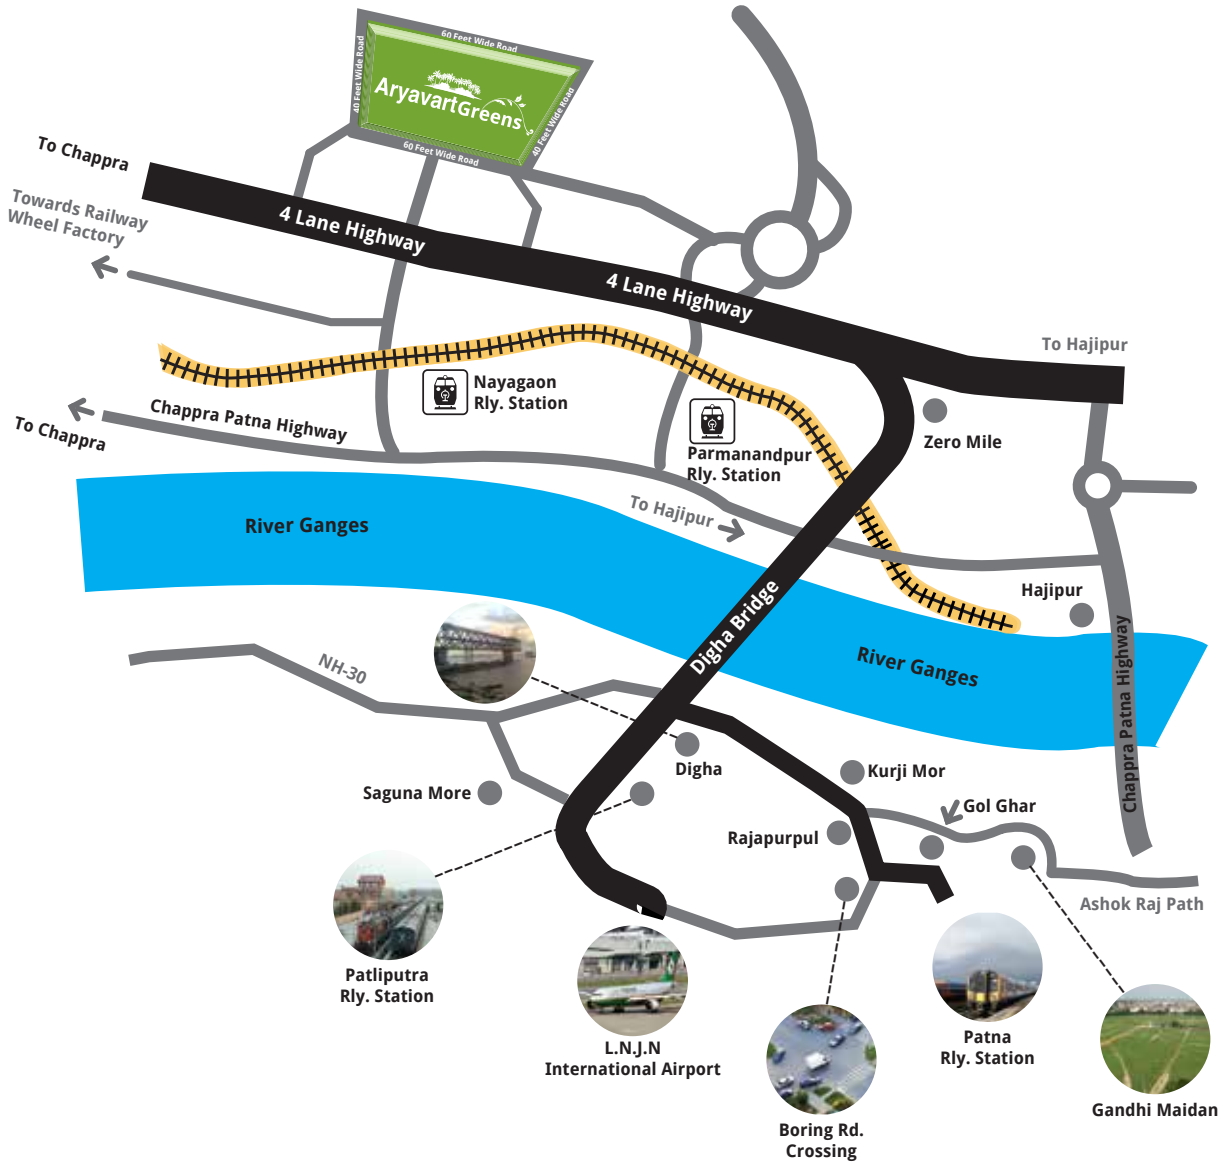 60 Feet Wide Road
40 Feet Wide Road
AryavartGreens
40 Feet Wide Road
60 Feet Wide Road
To Chappra
Towards Railway
Wheel Factory
4 Lane Highway
4 Lane Highway
To Hajipur
Nayagaon
Rly. Station
Chappra Patna Highway
To Chappra
Parmanandpur
Rly. Station
Zero Mile
To Hajipur
River Ganges
Hajipur
Digha Bridge
River Ganges
Chappra Patna Highway
NH-30
Digha
Kurji Mor
Saguna More
Gol Ghar
Rajapurpul
Ashok Raj Path
Patliputra
Rly. Station
L.N.J.N
International Airport
Patna
Rly. Station
Gandhi Maidan
Boring Rd.
Crossing